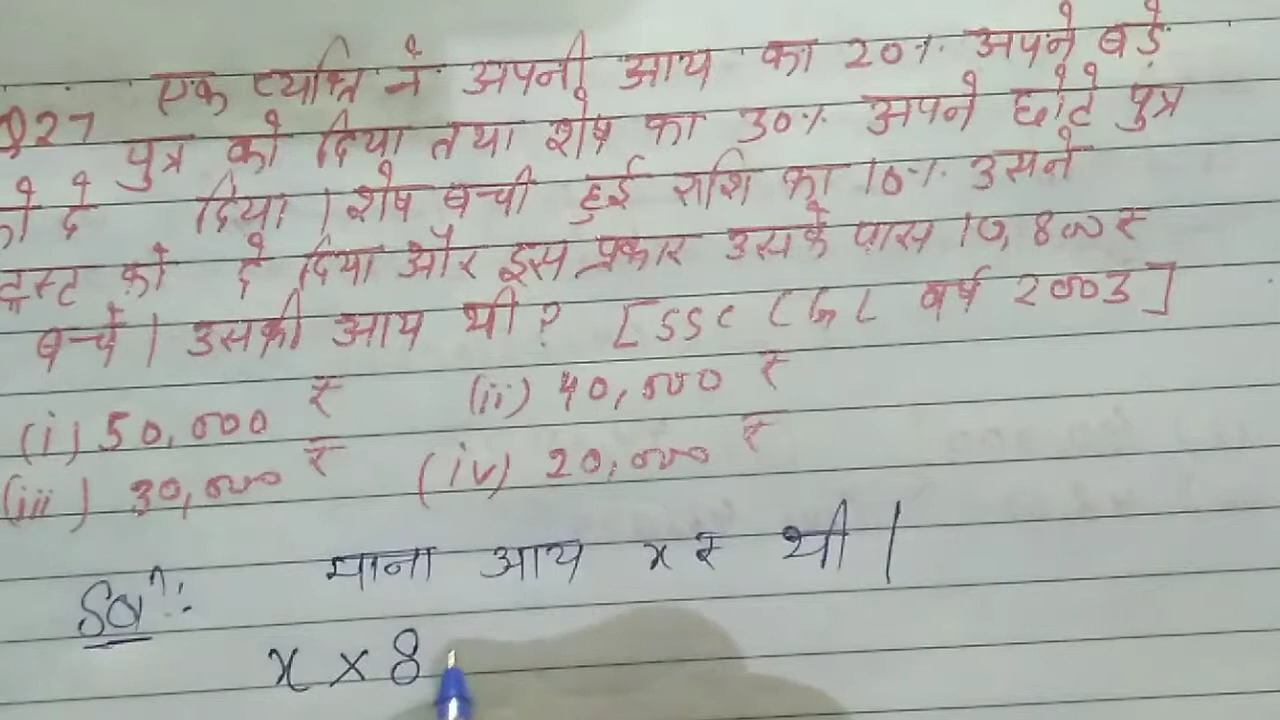 Q27 एक व्यक्ति ने अपनी आय का 20% अपने बड़े
पुत्र को दिया तथा शेष का 30% अपने छोटे पुत्र
को दे दिया। शेष बची हुई राशि का 10% उसने
ट्रस्ट को दे दिया और इस प्रकार उसके पास 10,800₹
बचे। उसकी आय थी? [SSC CGL वर्ष 2003]
(i) 50,000 ₹ (ii) 40,000 ₹
(iii) 30,000 ₹ (iv) 20,000 ₹
Solⁿ: माना आय x ₹ थी।
x × 8